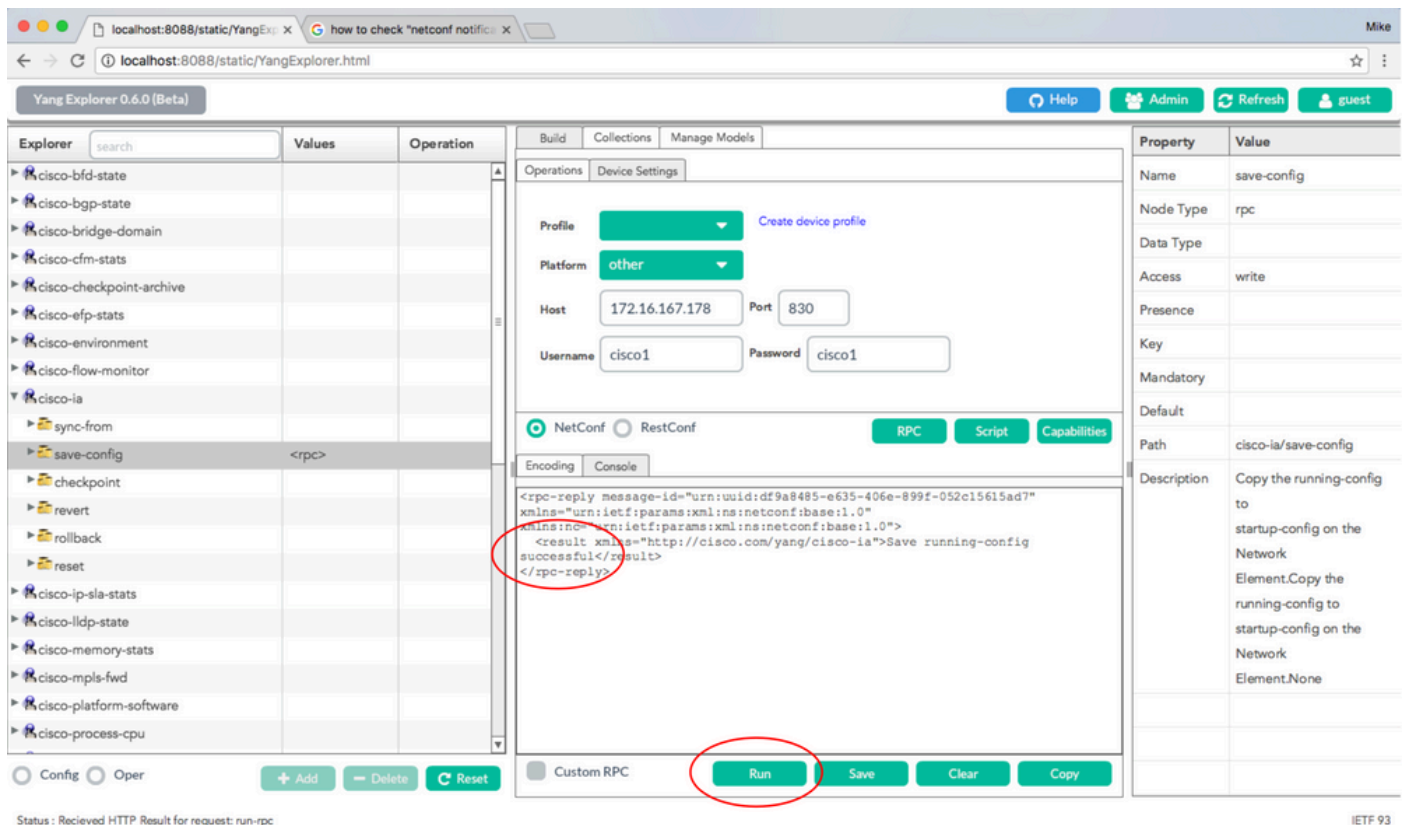 localhost:8088/static/YangExp
how to check "netconf notifica
Mike
localhost:8088/static/YangExplorer.html
Yang Explorer 0.6.0 (Beta)
Help
Admin
Refresh
guest
Explorer
search
Values
Operation
cisco-bfd-state
cisco-bgp-state
cisco-bridge-domain
cisco-cfm-stats
cisco-checkpoint-archive
cisco-efp-stats
cisco-environment
cisco-flow-monitor
cisco-ia
sync-from
save-config <rpc>
checkpoint
revert
rollback
reset
cisco-ip-sla-stats
cisco-lldp-state
cisco-memory-stats
cisco-mpls-fwd
cisco-platform-software
cisco-process-cpu
Config
Oper
Add
Delete
Reset
Build
Collections
Manage Models
Operations
Device Settings
Profile
Create device profile
Platform other
Host 172.16.167.178 Port 830
Username cisco1 Password cisco1
NetConf
RestConf
RPC
Script
Capabilities
Encoding
Console
<rpc-reply message-id="urn:uuid:df9a8485-e635-406e-899f-052c15615ad7"
xmlns="urn:ietf:params:xml:ns:netconf:base:1.0"
xmlns:nc="urn:ietf:params:xml:ns:netconf:base:1.0">
<result xmlns="http://cisco.com/yang/cisco-ia">Save running-config
successful</result>
</rpc-reply>
Custom RPC
Run
Save
Clear
Copy
Property Value
Name save-config
Node Type rpc
Data Type
Access write
Presence
Key
Mandatory
Default
Path cisco-ia/save-config
Description Copy the running-config
to
startup-config on the
Network
Element.Copy the
running-config to
startup-config on the
Network
Element.None
Status : Recieved HTTP Result for request: run-rpc
IETF 93